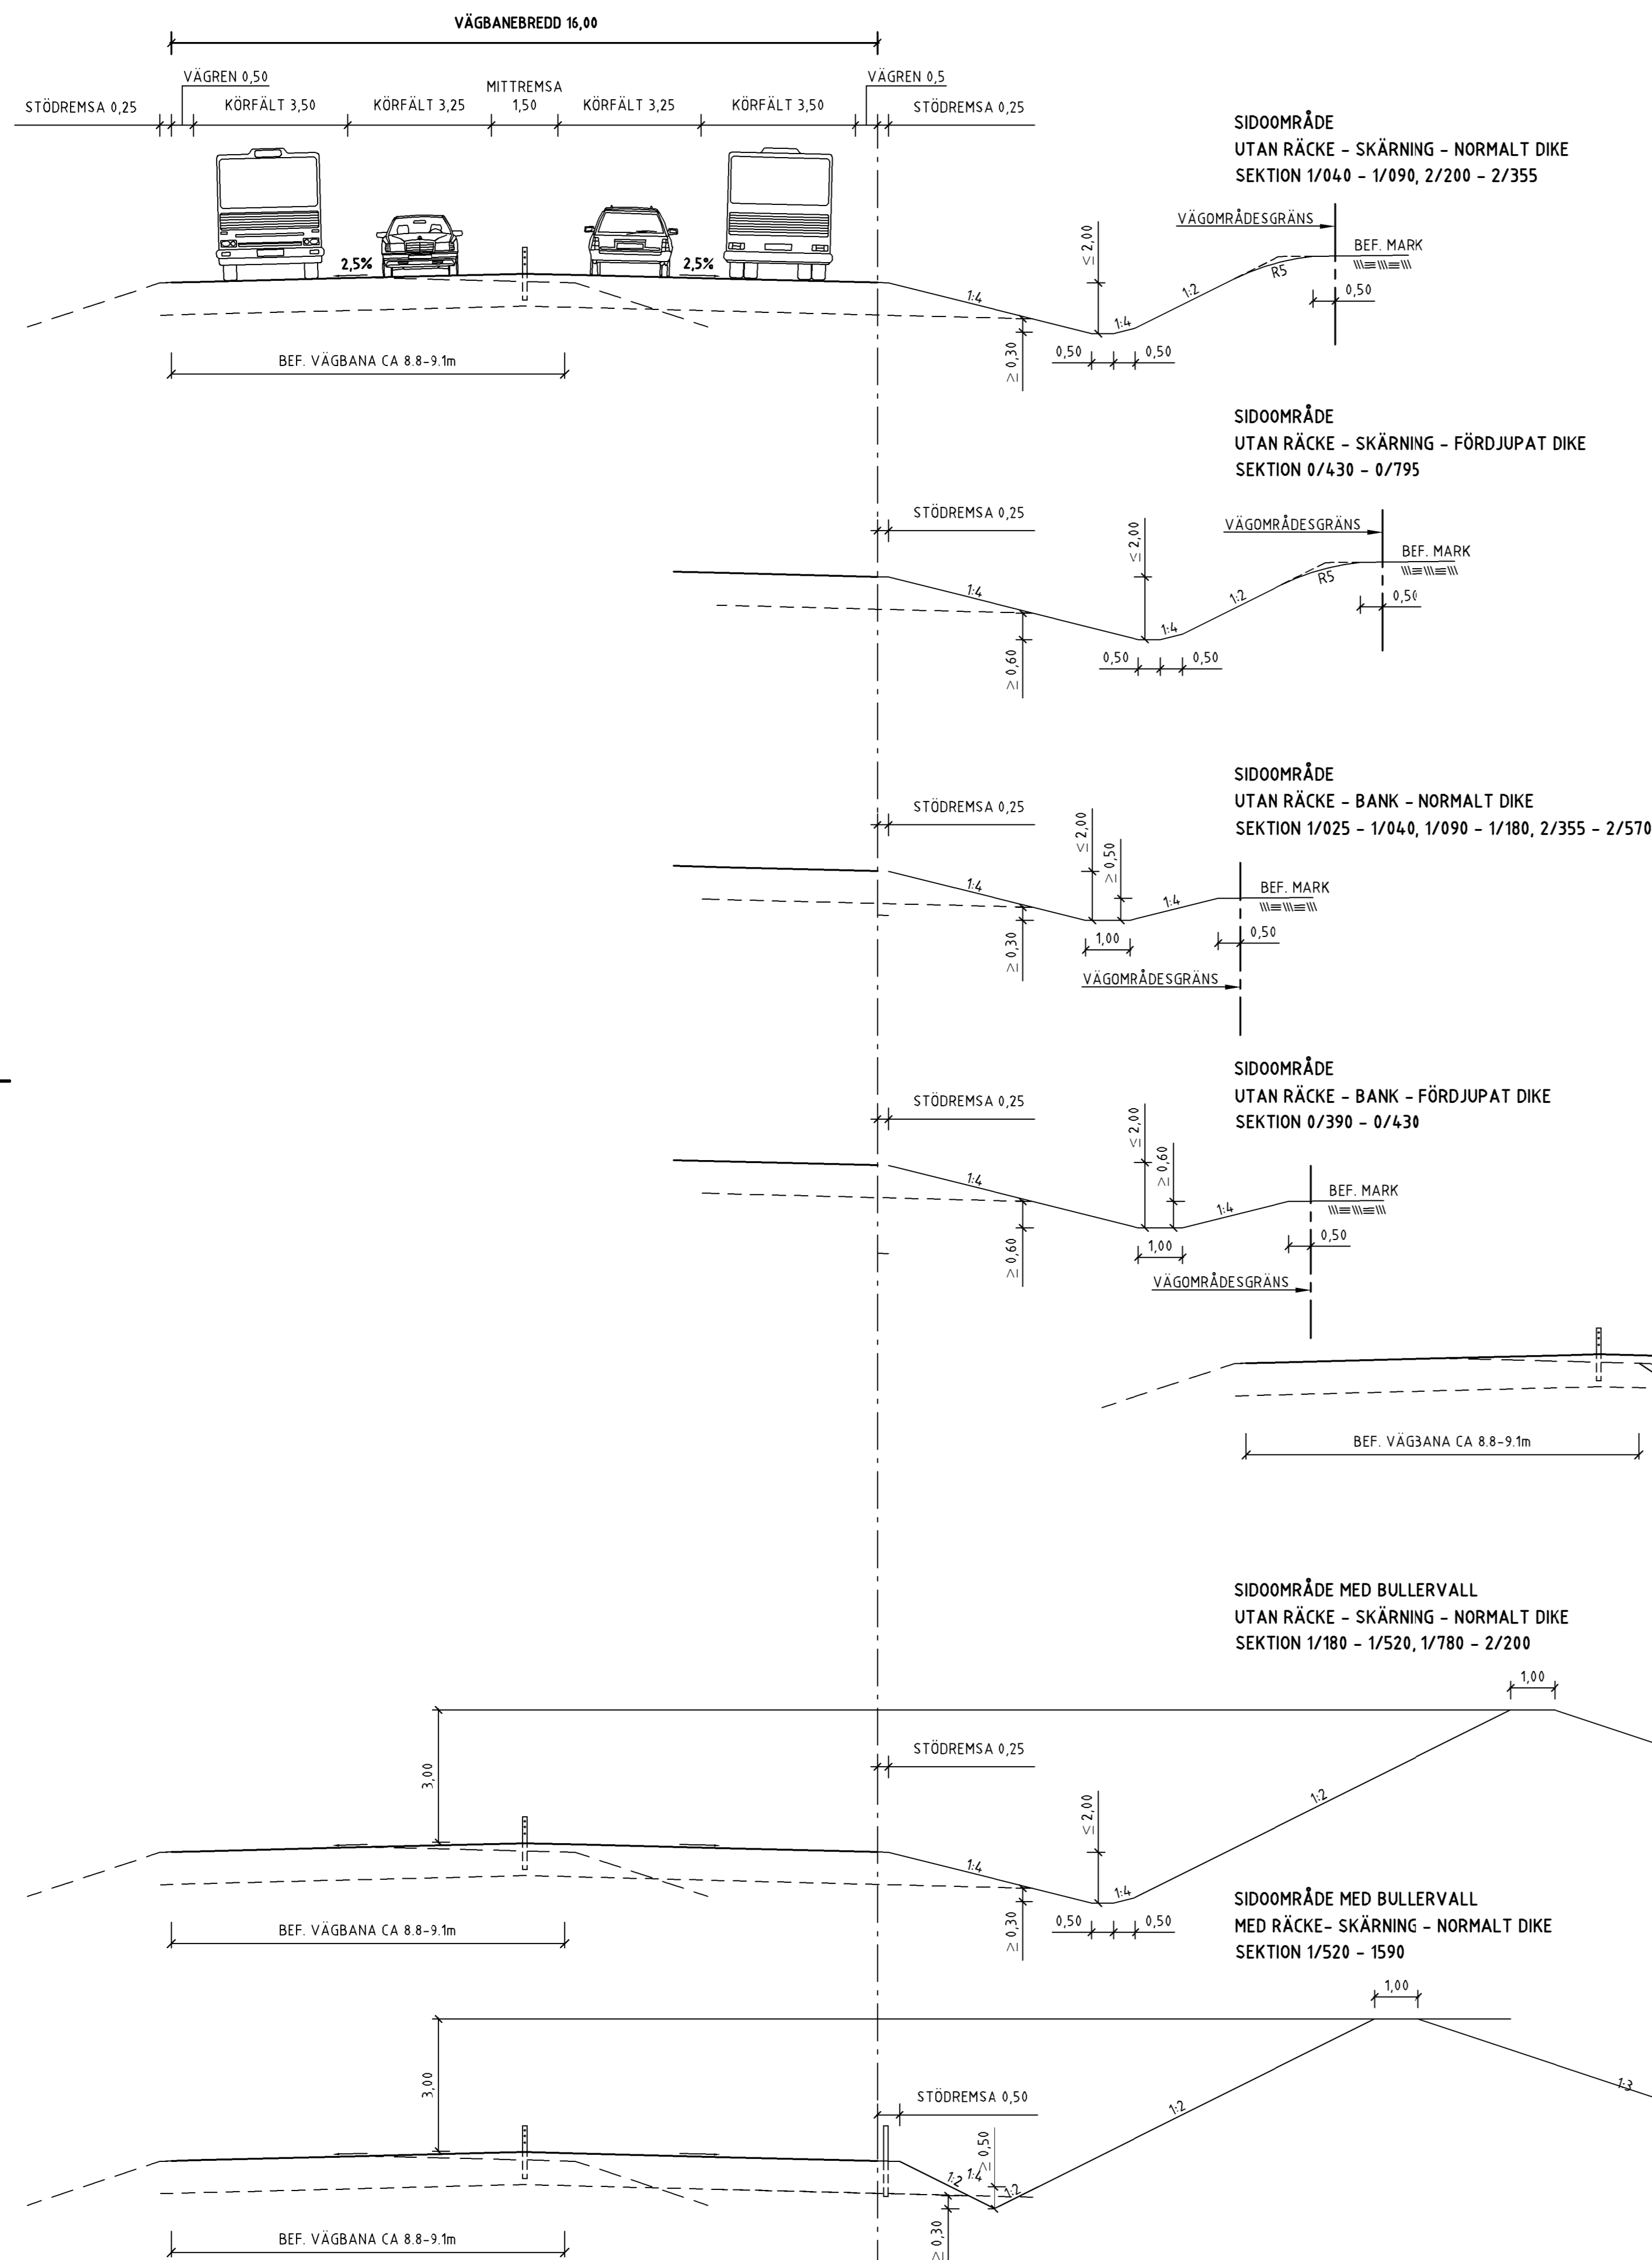 VÄGBANEBREDD 16,00
VÄGREN 0,50
VÄGREN 0,5
MITTREMSA
STÖDREMSA 0,25
KÖRFÄLT 3,50
KÖRFÄLT 3,25
1,50
KÖRFÄLT 3,25
KÖRFÄLT 3,50
STÖDREMSA 0,25
SIDOOMRÅDE
UTAN RÄCKE - SKÄRNING - NORMALT DIKE
SEKTION 1/040 - 1/090, 2/200 - 2/355
VÄGOMRÅDESGRÄNS
BEF. MARK
≤ 2,00
2,5%
2,5%
R5
1:4
1:2
0,50
1:4
≥ 0,30
0,50
0,50
BEF. VÄGBANA CA 8.8-9.1m
SIDOOMRÅDE
UTAN RÄCKE - SKÄRNING - FÖRDJUPAT DIKE
SEKTION 0/430 - 0/795
STÖDREMSA 0,25
VÄGOMRÅDESGRÄNS
≤ 2,00
BEF. MARK
R5
1:4
1:2
0,50
1:4
≥ 0,60
0,50
0,50
SIDOOMRÅDE
UTAN RÄCKE - BANK - NORMALT DIKE
SEKTION 1/025 - 1/040, 1/090 - 1/180, 2/355 - 2/570
STÖDREMSA 0,25
≤ 2,00
≥ 0,50
1:4
1:4
BEF. MARK
≥ 0,30
1,00
0,50
VÄGOMRÅDESGRÄNS
SIDOOMRÅDE
UTAN RÄCKE - BANK - FÖRDJUPAT DIKE
SEKTION 0/390 - 0/430
STÖDREMSA 0,25
≤ 2,00
≥ 0,60
1:4
1:4
BEF. MARK
≥ 0,60
1,00
0,50
VÄGOMRÅDESGRÄNS
BEF. VÄGBANA CA 8.8-9.1m
SIDOOMRÅDE MED BULLERVALL
UTAN RÄCKE - SKÄRNING - NORMALT DIKE
SEKTION 1/180 - 1/520, 1/780 - 2/200
1,00
3,00
STÖDREMSA 0,25
≤ 2,00
1:2
1:4
1:4
≥ 0,30
0,50
0,50
BEF. VÄGBANA CA 8.8-9.1m
SIDOOMRÅDE MED BULLERVALL
MED RÄCKE- SKÄRNING - NORMALT DIKE
SEKTION 1/520 - 1590
1,00
3,00
STÖDREMSA 0,50
1:3
1:2
≥ 0,50
1:2
1:4
1:2
≥ 0,30
BEF. VÄGBANA CA 8.8-9.1m